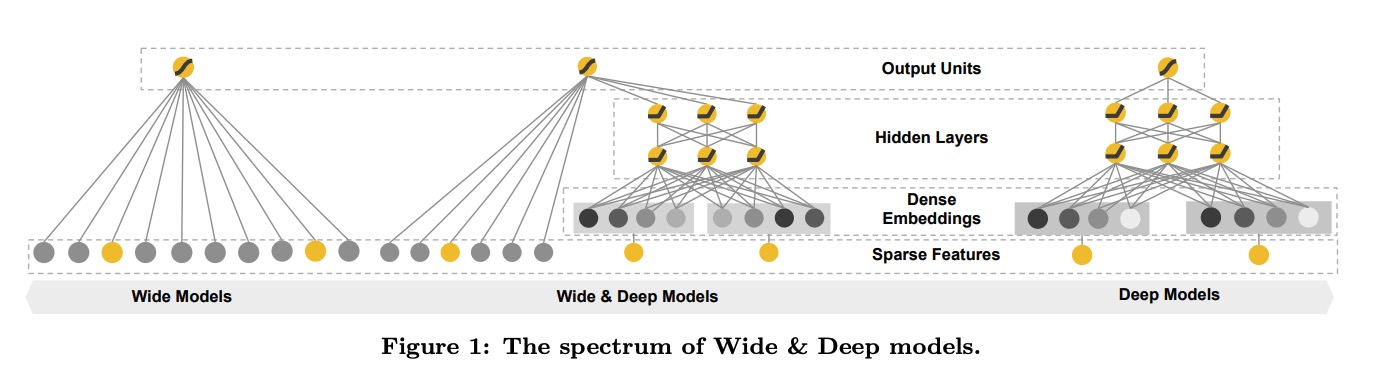 Output Units
Hidden Layers
Dense
Embeddings
Sparse Features
Wide Models
Wide & Deep Models
Deep Models
Figure 1: The spectrum of Wide & Deep models.